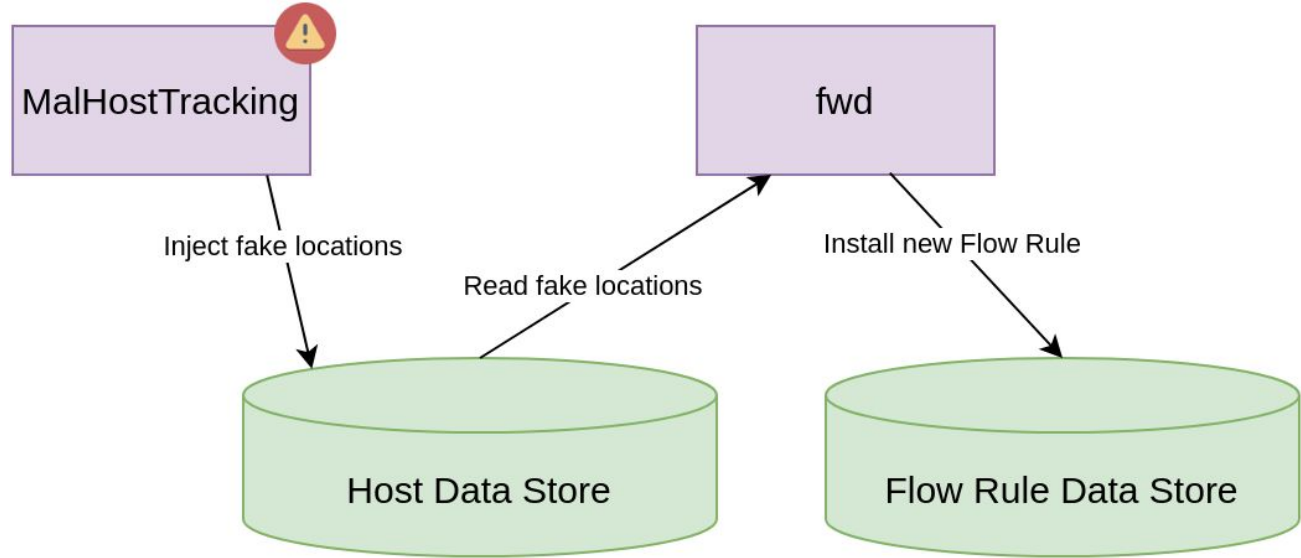 MalHostTracking
fwd
Inject fake locations
Install new Flow Rule
Read fake locations
Host Data Store
Flow Rule Data Store